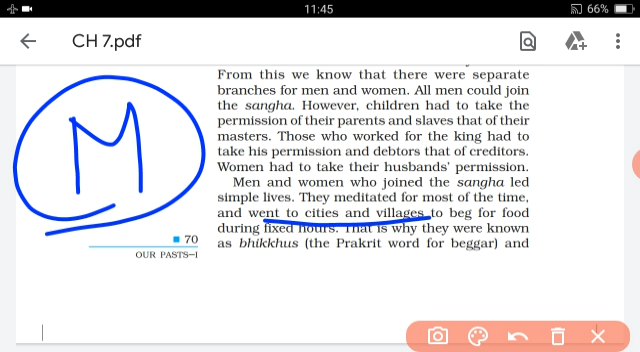 11:45
66%
CH 7.pdf
From this we know that there were separate
branches for men and women. All men could join
the sangha. However, children had to take the
permission of their parents and slaves that of their
masters. Those who worked for the king had to
take his permission and debtors that of creditors.
Women had to take their husbands' permission.
Men and women who joined the sangha led
simple lives. They meditated for most of the time,
and went to cities and villages to beg for food
during fixed hours. That is why they were known
as bhikkhus (the Prakrit word for beggar) and
M
70
OUR PASTS–I